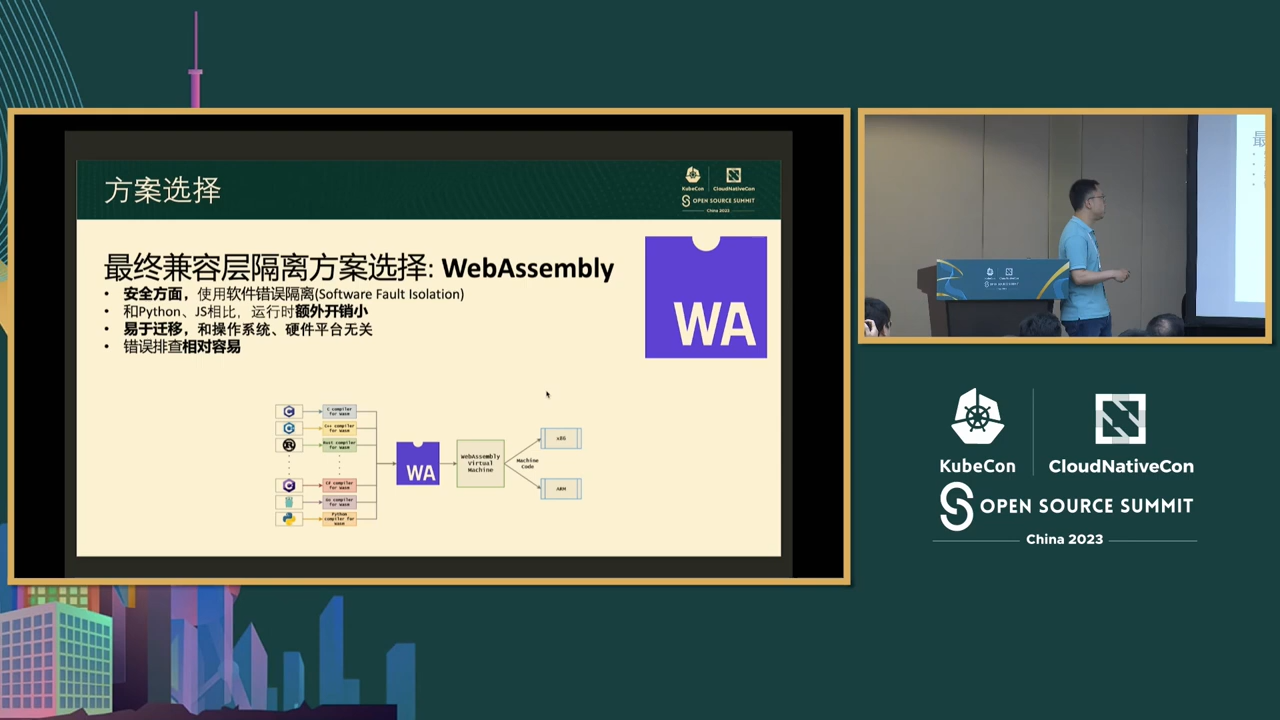 方案选择
KubeCon
CloudNativeCon
OPEN SOURCE SUMMIT
China 2023
最终兼容层隔离方案选择: WebAssembly
• 安全方面，使用软件错误隔离(Software Fault Isolation)
• 和Python、JS相比，运行时额外开销小
• 易于迁移，和操作系统、硬件平台无关
• 错误排查相对容易
WA
C compiler
for wasm
C++ compiler
for wasm
Rust compiler
for wasm
C# compiler
for wasm
Go compiler
for wasm
Python
compiler for
wasm
WA
WebAssembly
Virtual
Machine
Machine
Code
x86
ARM
最
KubeCon
CloudNativeCon
OPEN SOURCE SUMMIT
China 2023